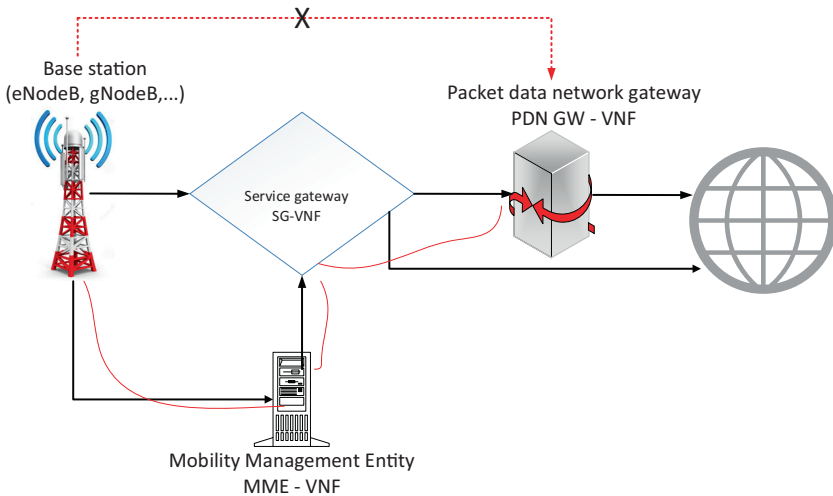 X
Base station
(eNodeB, gNodeB,...)
Packet data network gateway
PDN GW - VNF
Service gateway
SG-VNF
Mobility Management Entity
MME - VNF